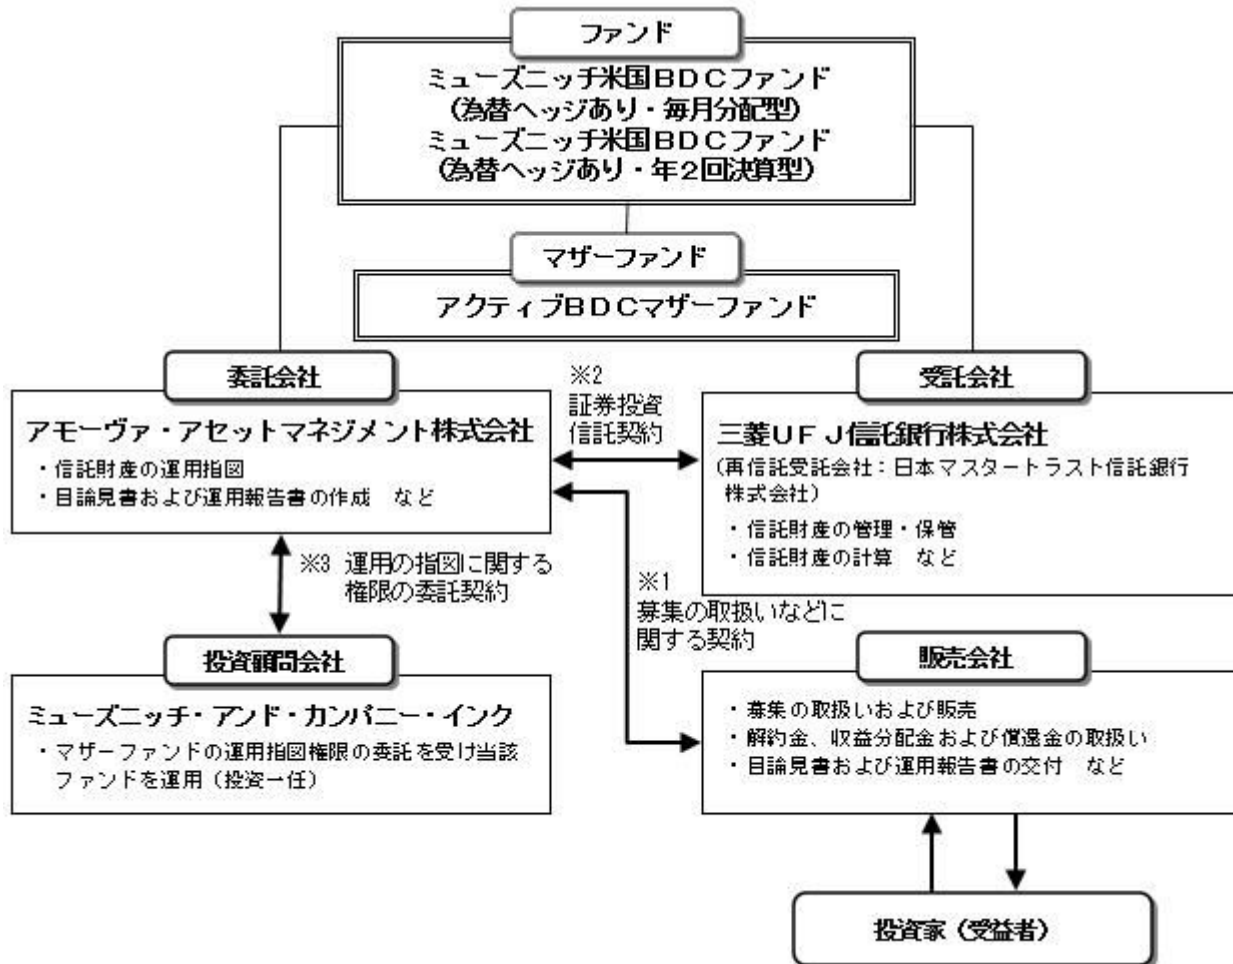 ファンド
ミューズニッチ米国BDCファンド
(為替ヘッジあり・毎月分配型)
ミューズニッチ米国BDCファンド
(為替ヘッジあり・年2回決算型)
マザーファンド
アクティブBDCマザーファンド
委託会社
アモーヴァ・アセットマネジメント株式会社
・信託財産の運用指図
・目論見書および運用報告書の作成 など
※2
証券投資
信託契約
受託会社
三菱UFJ信託銀行株式会社
(再信託受託会社:日本マスタートラスト信託銀行
株式会社)
・信託財産の管理・保管
・信託財産の計算 など
※3 運用の指図に関する
権限の委託契約
※1
募集の取扱いなどに
関する契約
投資顧問会社
ミューズニッチ・アンド・カンパニー・インク
・マザーファンドの運用指図権限の委託を受け当該
ファンドを運用(投資一任)
販売会社
・募集の取扱いおよび販売
・解約金、収益分配金および償還金の取扱い
・目論見書および運用報告書の交付 など
投資家(受益者)